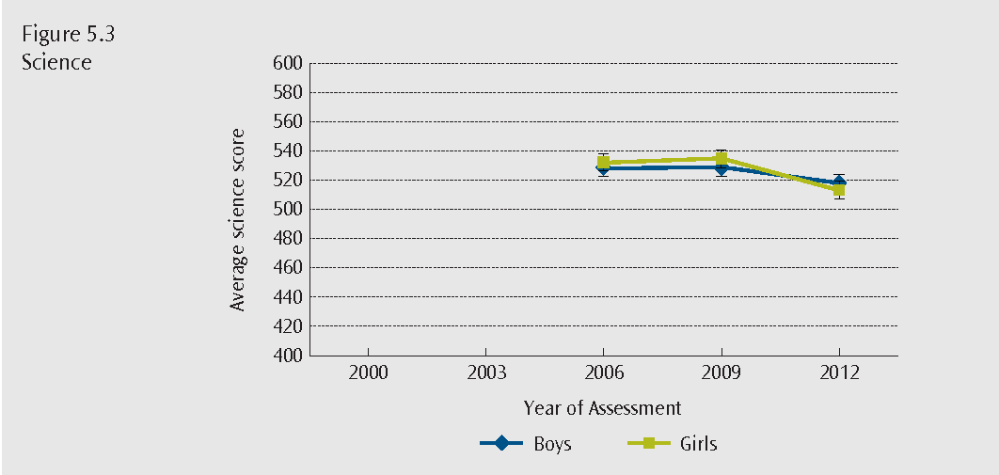 Figure 5.3
Science
Average science score
600
580
560
540
520
500
480
460
440
420
400
2000 2003 2006 2009 2012
Year of Assessment
Boys Girls